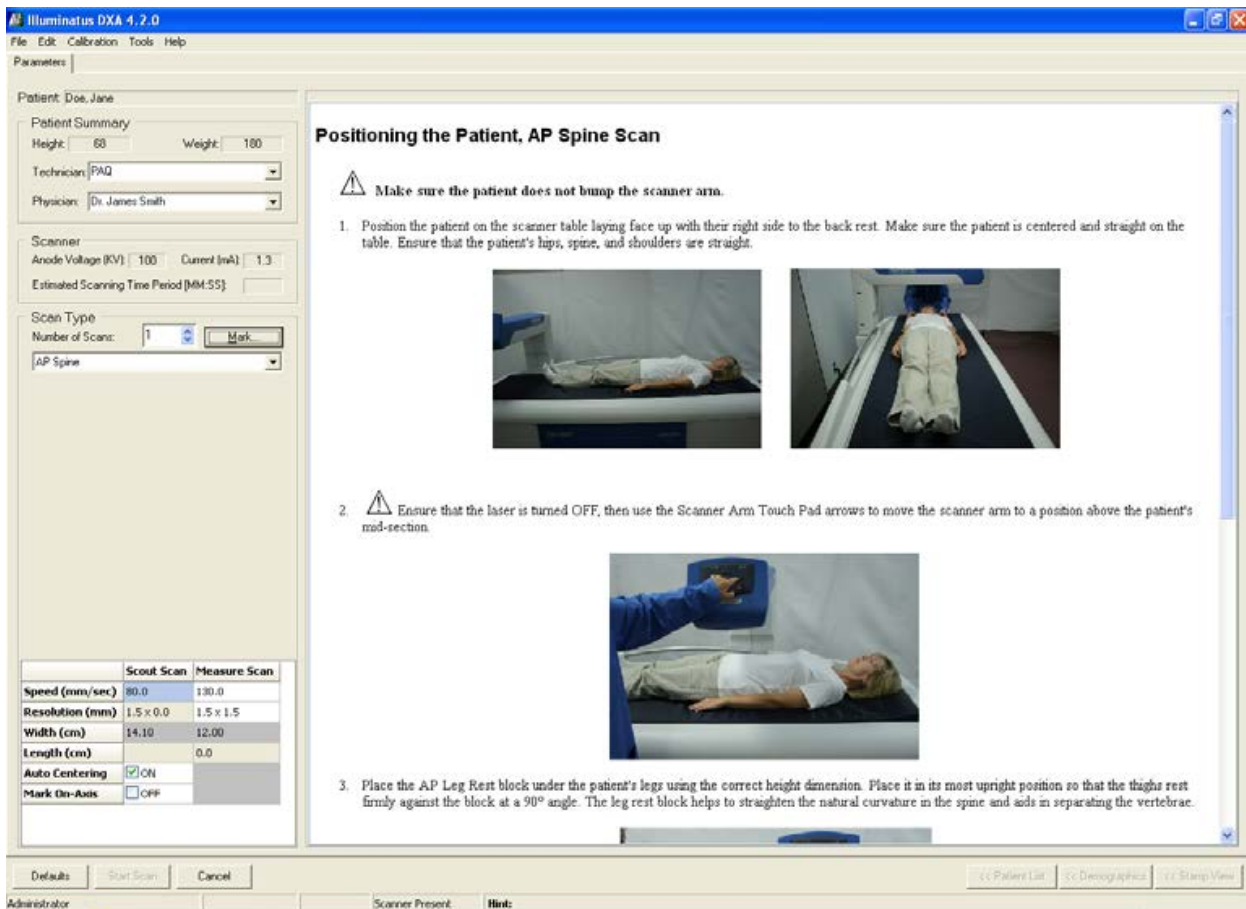 Illuminatus DXA 4.2.0
File Edit Calibration Tools Help
Parameters
Patient: Doe, Jane
Patient Summary
Height: 68 Weight: 180
Technician: PAQ
Physician: Dr. James Smith
Scanner
Anode Voltage (KV): 100 Current (mA): 1.3
Estimated Scanning Time Period [MM:SS]:
Scan Type
Number of Scans: 1 Mark...
AP Spine
Scout Scan Measure Scan
Speed (mm/sec) 80.0 130.0
Resolution (mm) 1.5 x 0.0 1.5 x 1.5
Width (cm) 14.10 12.00
Length (cm) 0.0
Auto Centering ON
Mark On-Axis OFF
Positioning the Patient, AP Spine Scan
Make sure the patient does not bump the scanner arm.
1. Position the patient on the scanner table laying face up with their right side to the back rest. Make sure the patient is centered and straight on the
table. Ensure that the patient's hips, spine, and shoulders are straight.
2. Ensure that the laser is turned OFF, then use the Scanner Arm Touch Pad arrows to move the scanner arm to a position above the patient's
mid-section.
3. Place the AP Leg Rest block under the patient's legs using the correct height dimension. Place it in its most upright position so that the thighs rest
firmly against the block at a 90° angle. The leg rest block helps to straighten the natural curvature in the spine and aids in separating the vertebrae.
Defaults Start Scan Cancel << Patient List << Demographics << Stamp View
Administrator Scanner Present Hint: